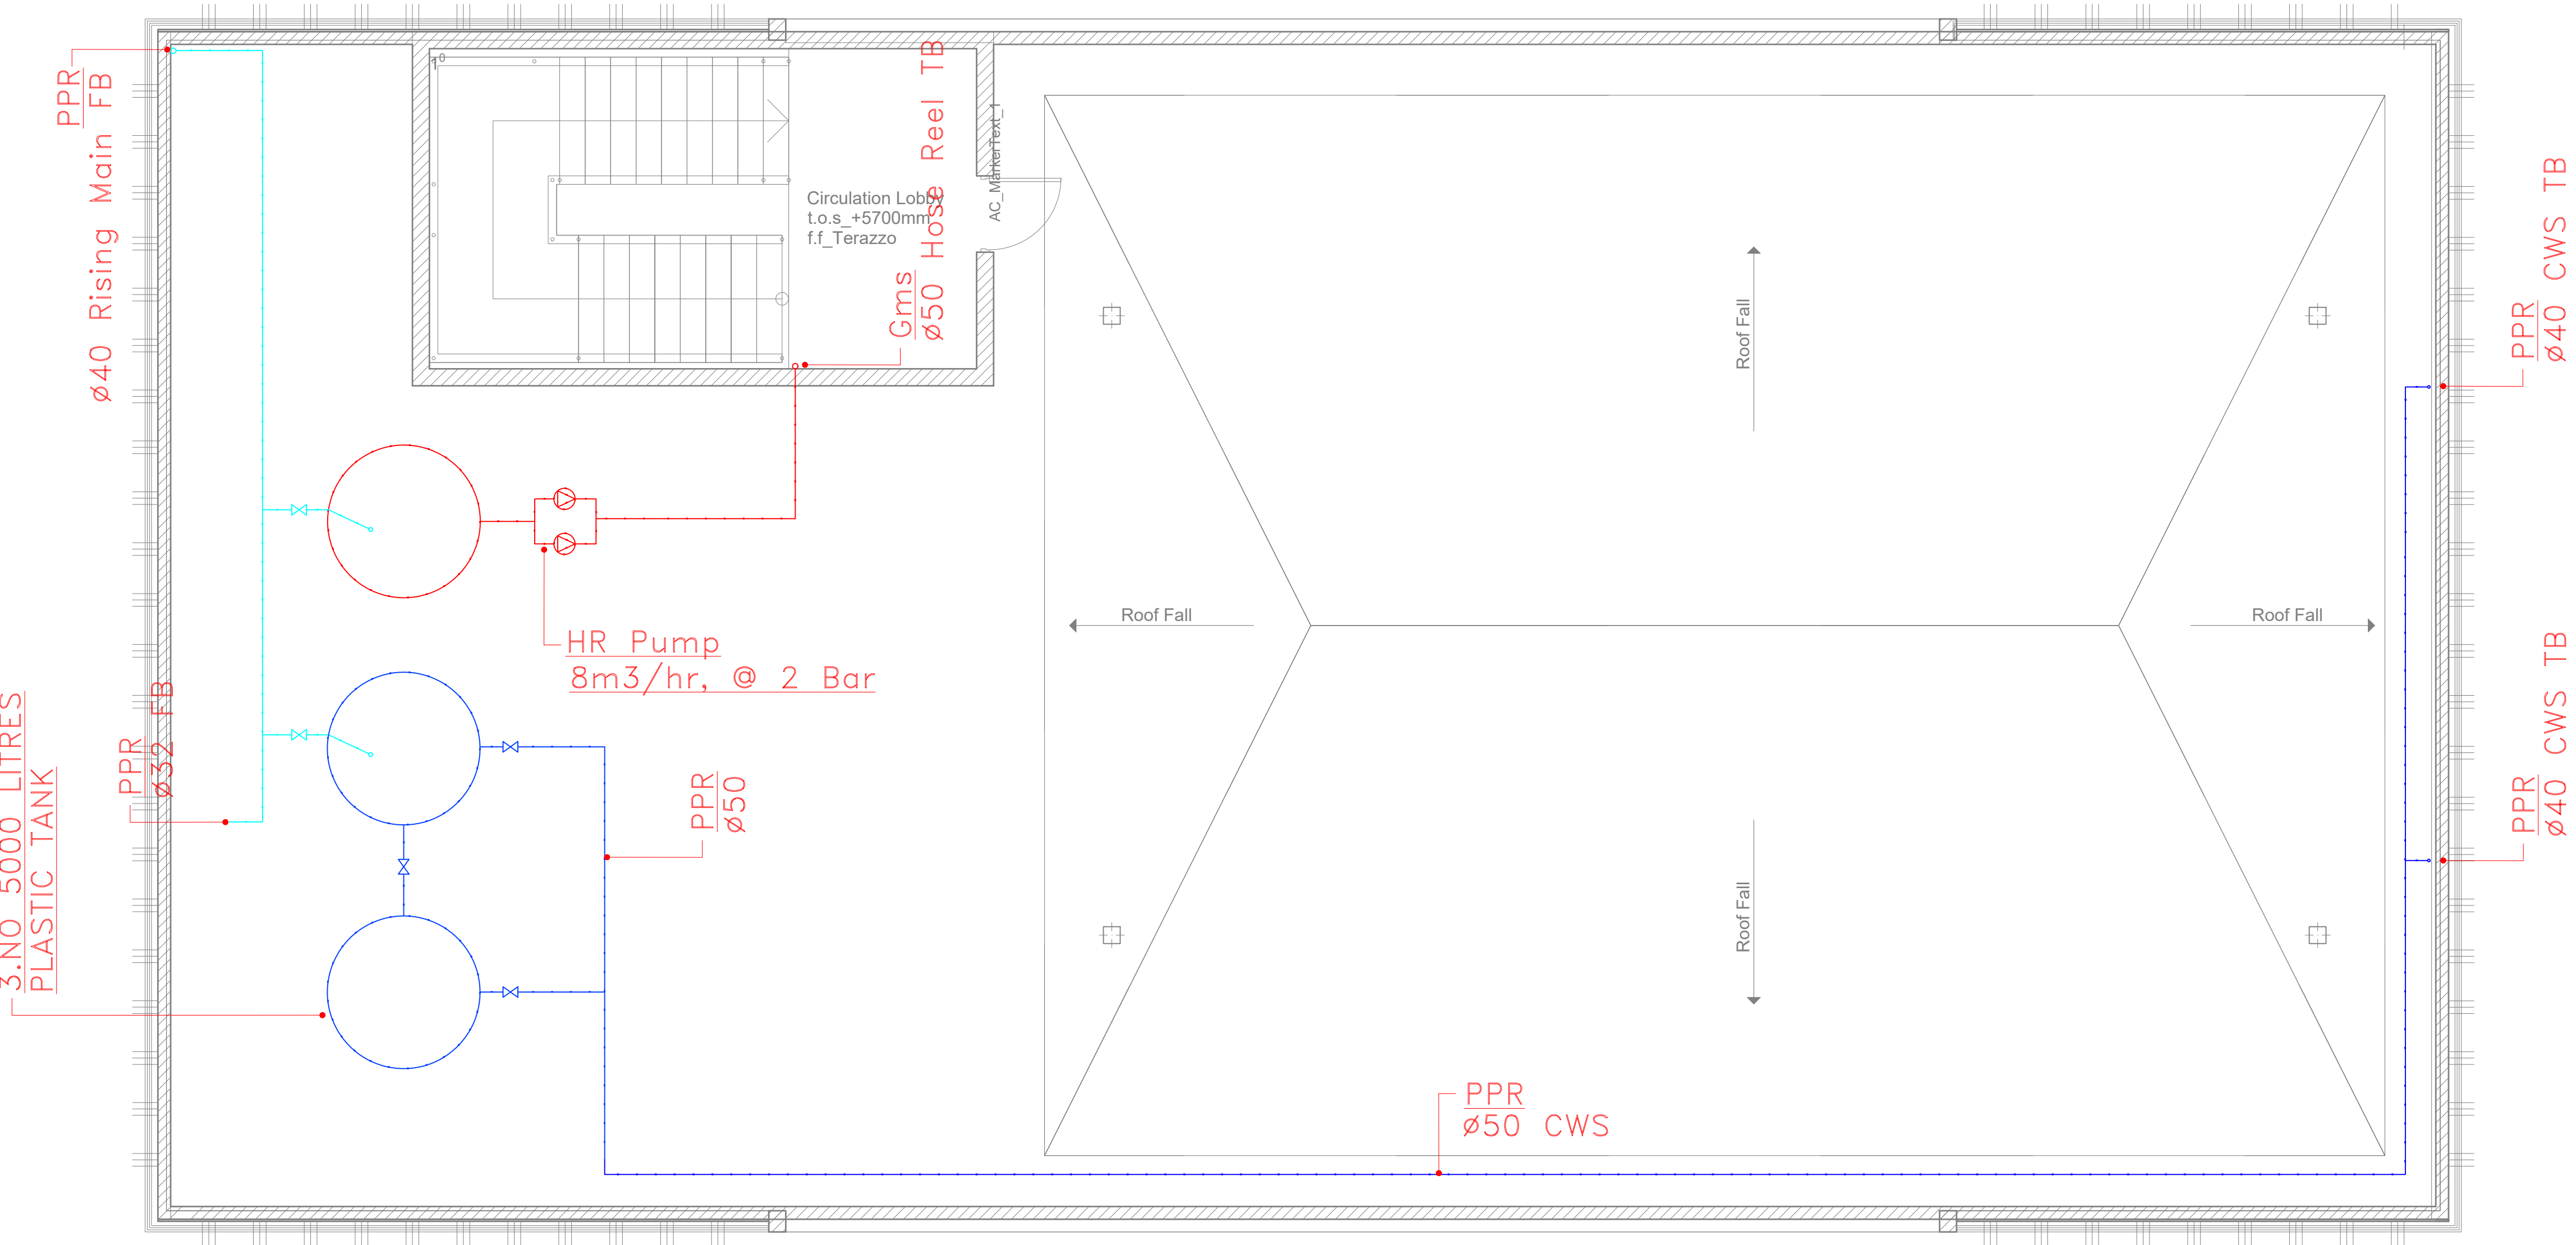 PPR
ø40 Rising Main FB
10
Circulation Lobby
t.o.s_+5700mm
f.f_Terazzo
Gms
ø50 Hose Reel TB
AC_MarkerText_1
Roof Fall
PPR
ø40 CWS TB
HR Pump
8m3/hr, @ 2 Bar
Roof Fall
Roof Fall
3.NO 5000 LITRES
PLASTIC TANK
PPR
ø32 FB
PPR
ø50
Roof Fall
PPR
ø40 CWS TB
PPR
ø50 CWS